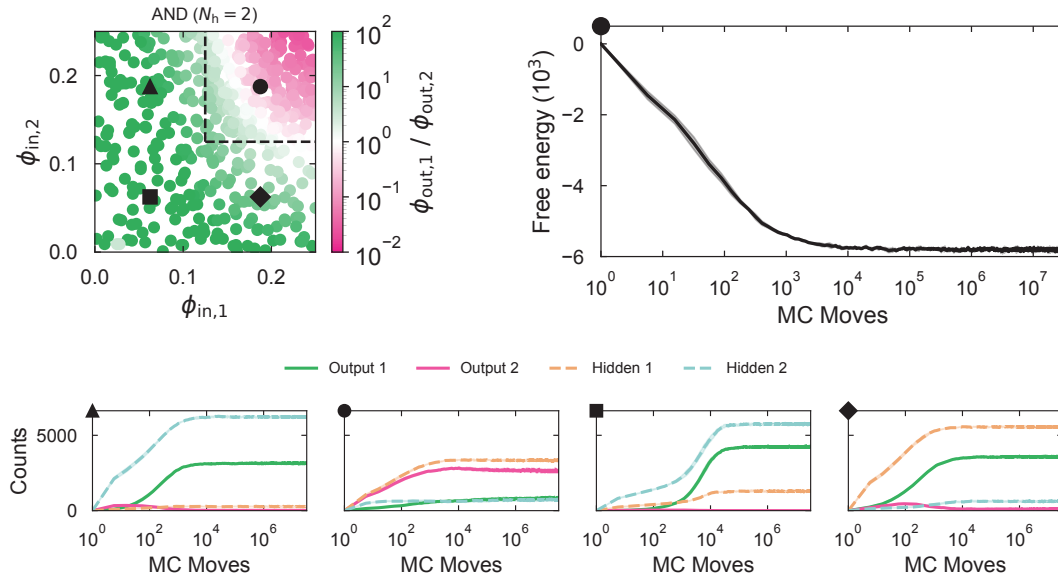 AND (N_h = 2)
ϕ_in,2
0.2
0.1
0.0
0.0 0.1 0.2
ϕ_in,1
10^2
10^1
10^0
10^-1
10^-2
ϕ_out,1 / ϕ_out,2
Free energy (10^3)
0
−2
−4
−6
10^0 10^1 10^2 10^3 10^4 10^5 10^6 10^7
MC Moves
Output 1 Output 2 Hidden 1 Hidden 2
Counts
5000
0
10^0 10^2 10^4 10^6
MC Moves
10^0 10^2 10^4 10^6
MC Moves
10^0 10^2 10^4 10^6
MC Moves
10^0 10^2 10^4 10^6
MC Moves